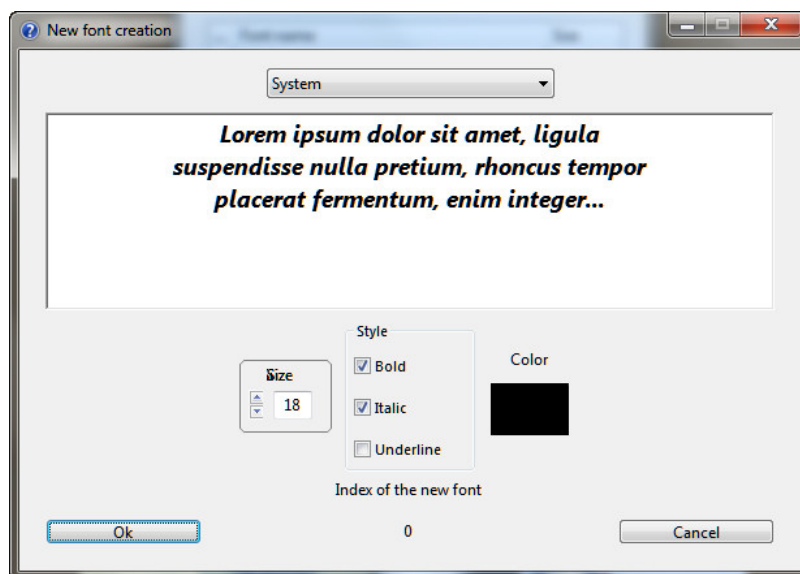 New font creation
System
Lorem ipsum dolor sit amet, ligula
suspendisse nulla pretium, rhoncus tempor
placerat fermentum, enim integer...
Size
18
Style
Bold
Italic
Underline
Color
Index of the new font
0
Ok
Cancel